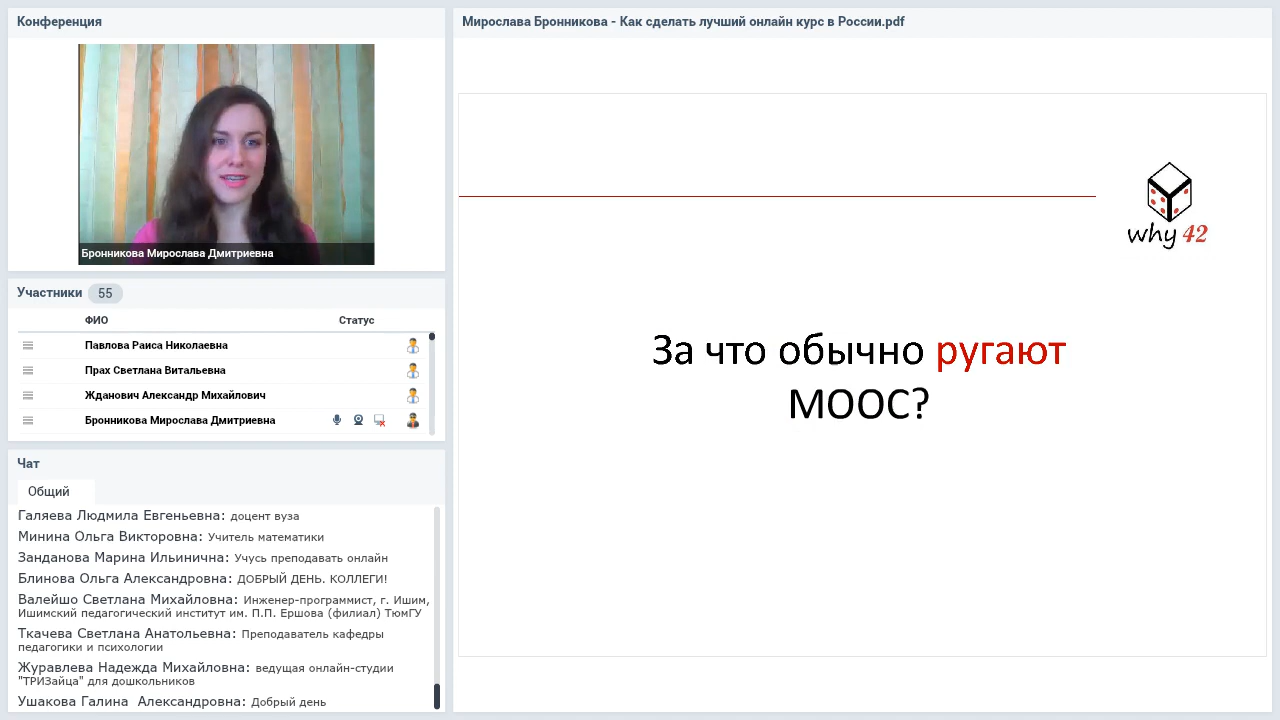 Конференция
Бронникова Мирослава Дмитриевна
Участники 55
ФИО Статус
Павлова Раиса Николаевна
Прах Светлана Витальевна
Жданович Александр Михайлович
Бронникова Мирослава Дмитриевна
Чат
Общий
Галяева Людмила Евгеньевна: доцент вуза
Минина Ольга Викторовна: Учитель математики
Занданова Марина Ильинична: Учусь преподавать онлайн
Блинова Ольга Александровна: ДОБРЫЙ ДЕНЬ. КОЛЛЕГИ!
Валейшо Светлана Михайловна: Инженер-программист, г. Ишим,
Ишимский педагогический институт им. П.П. Ершова (филиал) ТюмГУ
Ткачева Светлана Анатольевна: Преподаватель кафедры
педагогики и психологии
Журавлева Надежда Михайловна: ведущая онлайн-студии
"ТРИЗайца" для дошкольников
Ушакова Галина Александровна: Добрый день
Мирослава Бронникова - Как сделать лучший онлайн курс в России.pdf
why 42
За что обычно ругают
МООС?